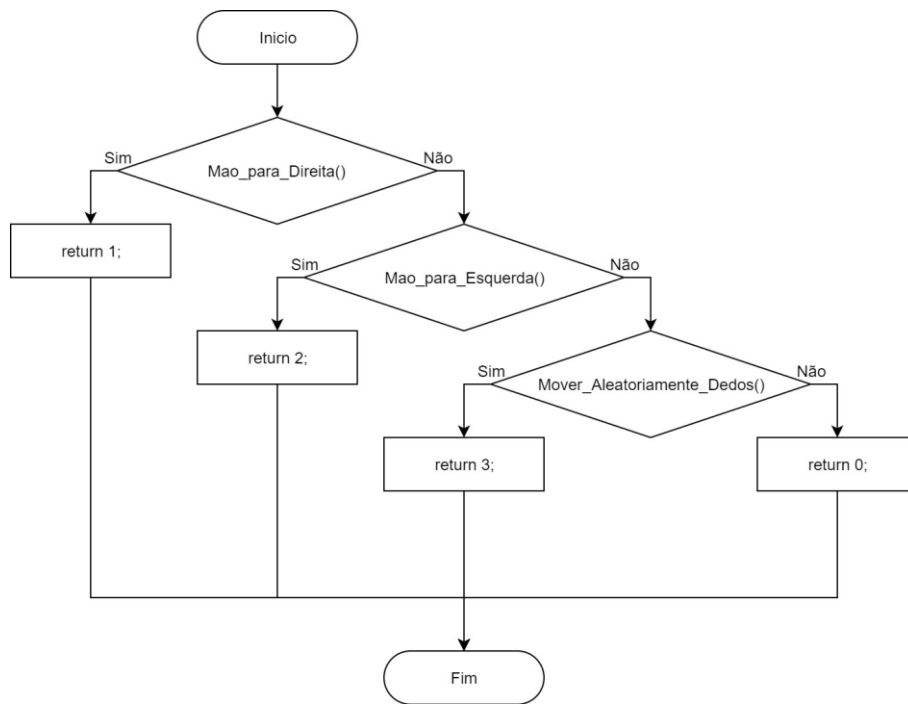 Inicio
Sim
Mao_para_Direita()
Não
return 1;
Sim
Mao_para_Esquerda()
Não
return 2;
Sim
Mover_Aleatoriamente_Dedos()
Não
return 3;
return 0;
Fim